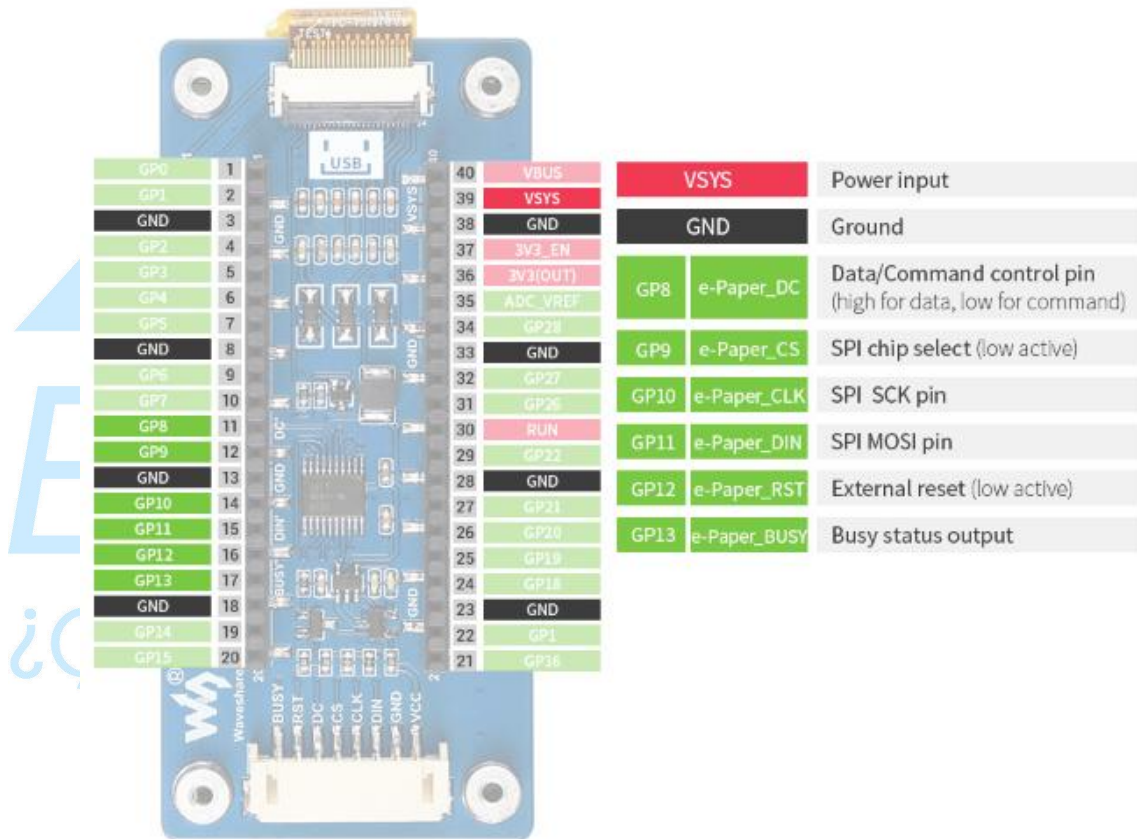 TEST4
USB
GP0 1
GP1 2
GND 3
GP2 4
GP3 5
GP4 6
GP5 7
GND 8
GP6 9
GP7 10
GP8 11
GP9 12
GND 13
GP10 14
GP11 15
GP12 16
GP13 17
GND 18
GP14 19
GP15 20
GND
DC
GND
DIN
BUSY
VSYS
GND
GND
40 VBUS
39 VSYS
38 GND
37 3V3_EN
36 3V3(OUT)
35 ADC_VREF
34 GP28
33 GND
32 GP27
31 GP26
30 RUN
29 GP22
28 GND
27 GP21
26 GP20
25 GP19
24 GP18
23 GND
22 GP1
21 GP16
VSYS Power input
GND Ground
GP8 e-Paper_DC Data/Command control pin
(high for data, low for command)
GP9 e-Paper_CS SPI chip select (low active)
GP10 e-Paper_CLK SPI SCK pin
GP11 e-Paper_DIN SPI MOSI pin
GP12 e-Paper_RST External reset (low active)
GP13 e-Paper_BUSY Busy status output
®
Waveshare
BUSY
RST
DC
CS
CLK
DIN
GND
VCC